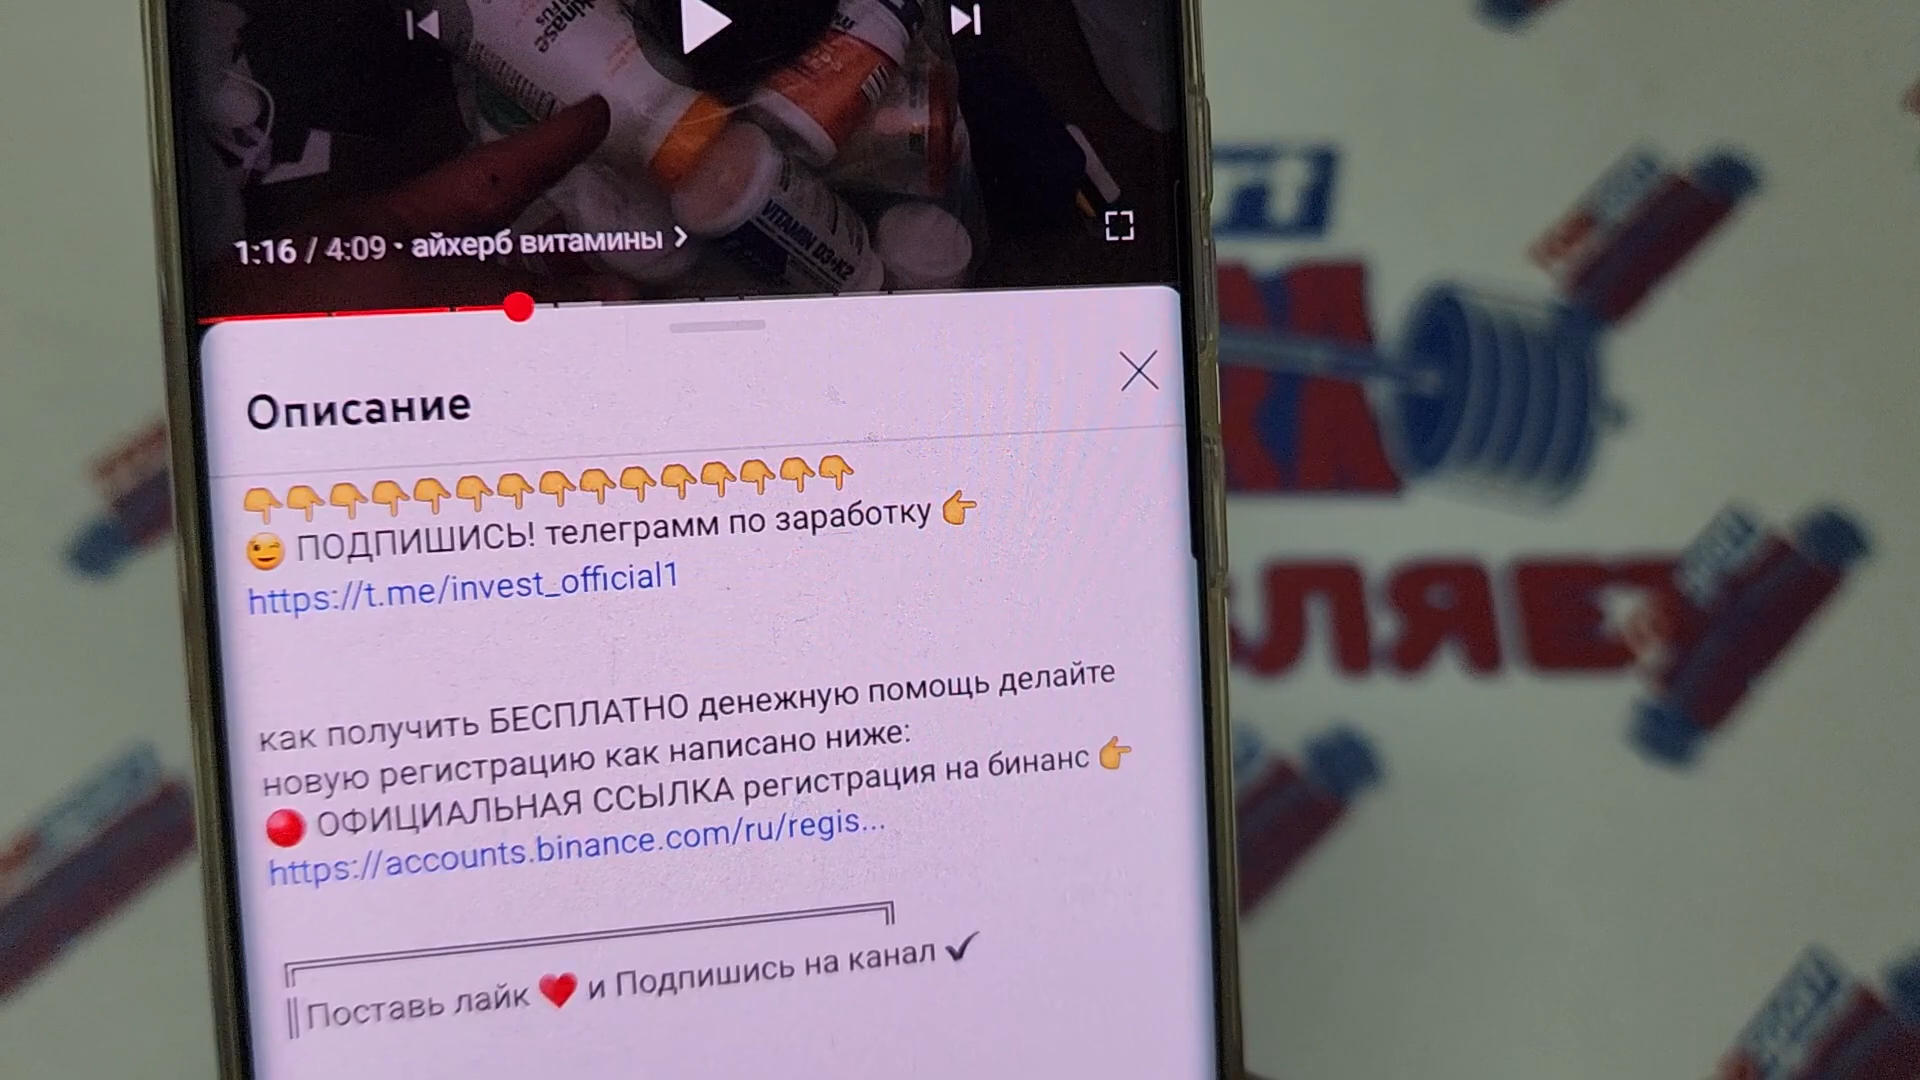 VITAMIN D3+K2
1:16 / 4:09 • айхерб витамины
Описание
ПОДПИШИСЬ! телеграмм по заработку
https://t.me/invest_official1
как получить БЕСПЛАТНО денежную помощь делайте
новую регистрацию как написано ниже:
ОФИЦИАЛЬНАЯ ССЫЛКА регистрация на бинанс
https://accounts.binance.com/ru/regis...
Поставь лайк ❤️ и Подпишись на канал ✔